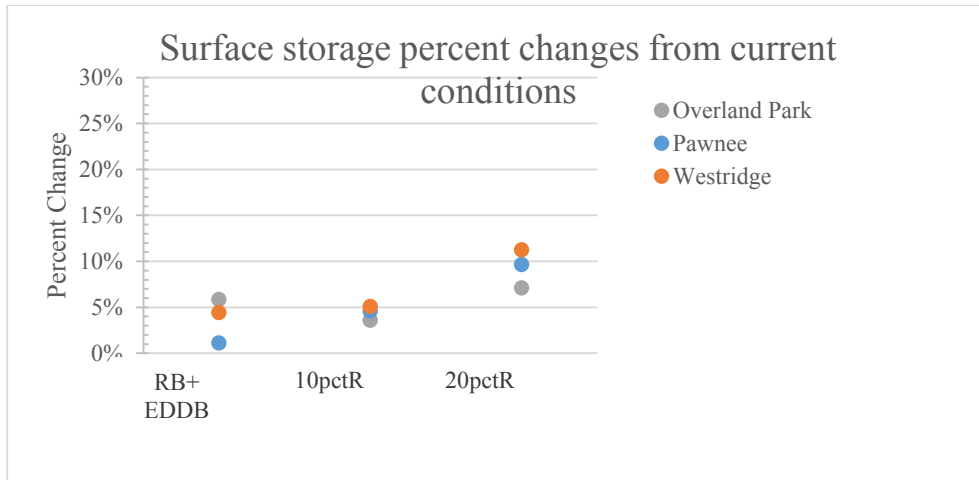 Surface storage percent changes from current
conditions
30%
25%
20%
15%
10%
5%
0%
Percent Change
RB+
EDDB
10pctR
20pctR
Overland Park
Pawnee
Westridge